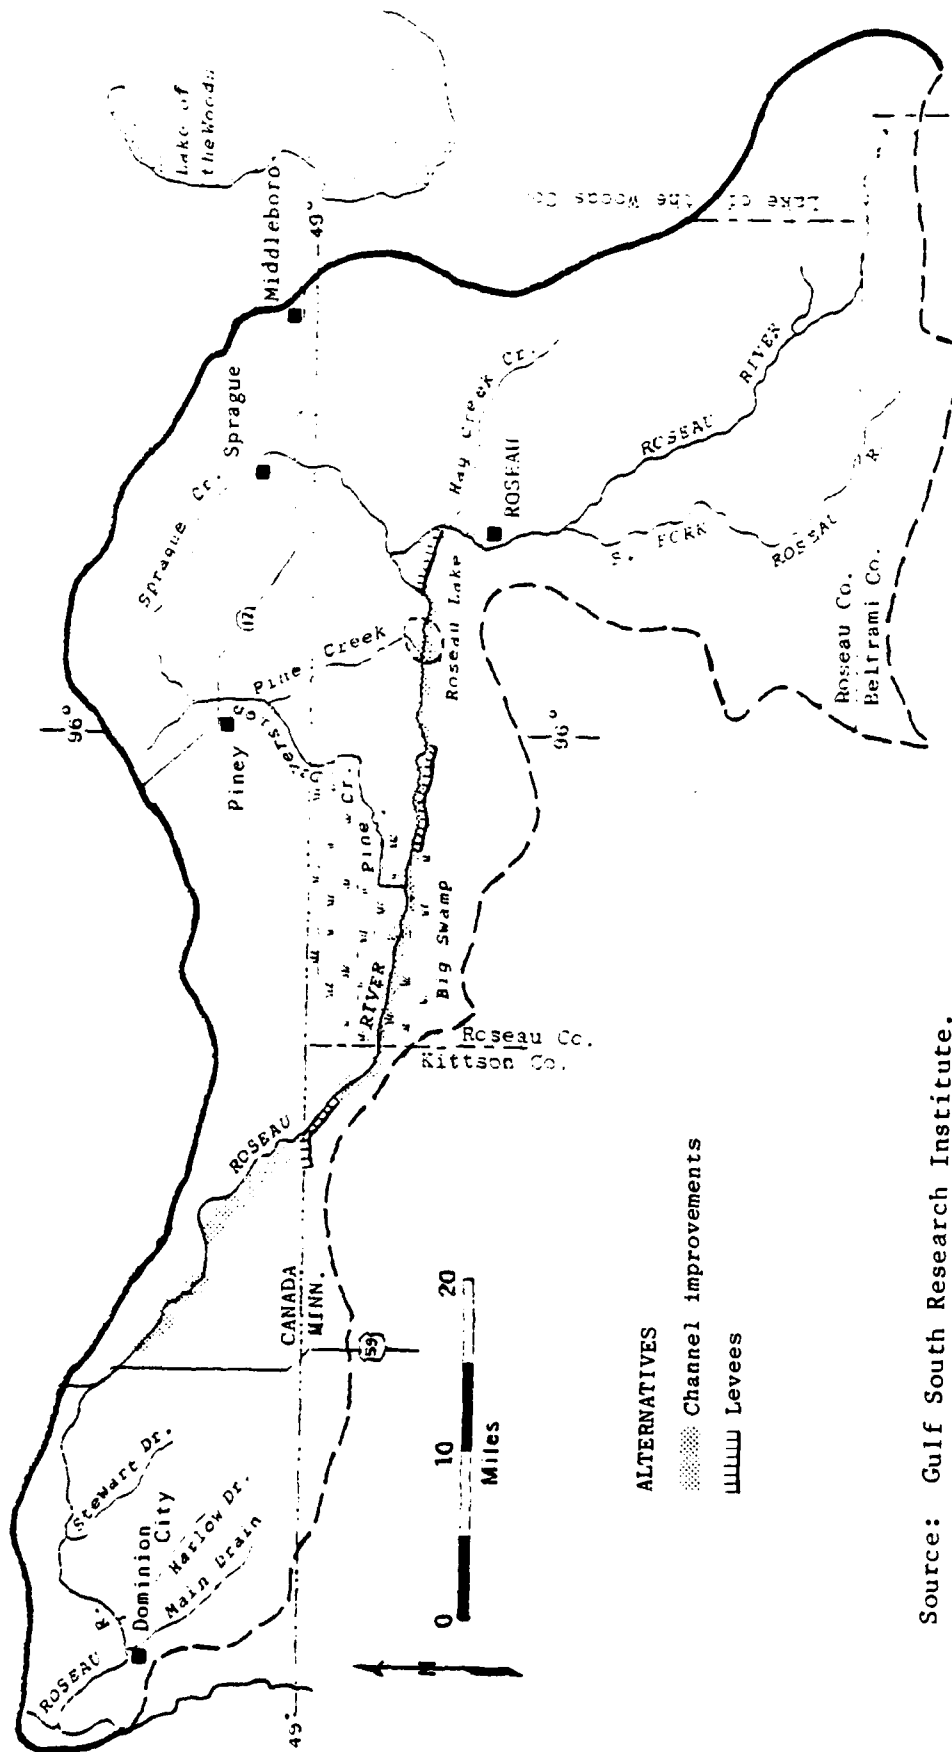 Lake of
the Woods
Middleboro
49°
Lake of the Woods Co.
Sprague
Sprague Cr.
Hay Creek Cr.
ROSEAU
ROSEAU RIVER
S. FORK
ROSEAU R.
Roseau Co.
Beltrami Co.
Roseau Lake
Pine Creek
96°
Piney
96°
Pine Cr.
RIVER
Big Swamp
Roseau Co.
Kittson Co.
ROSEAU
CANADA
MINN.
59
Stewart Dr.
Dominion
City
Harlow Dr.
Main Drain
ROSEAU R.
49°
N
0 10 20
Miles
ALTERNATIVES
Channel improvements
Levees
Source: Gulf South Research Institute.